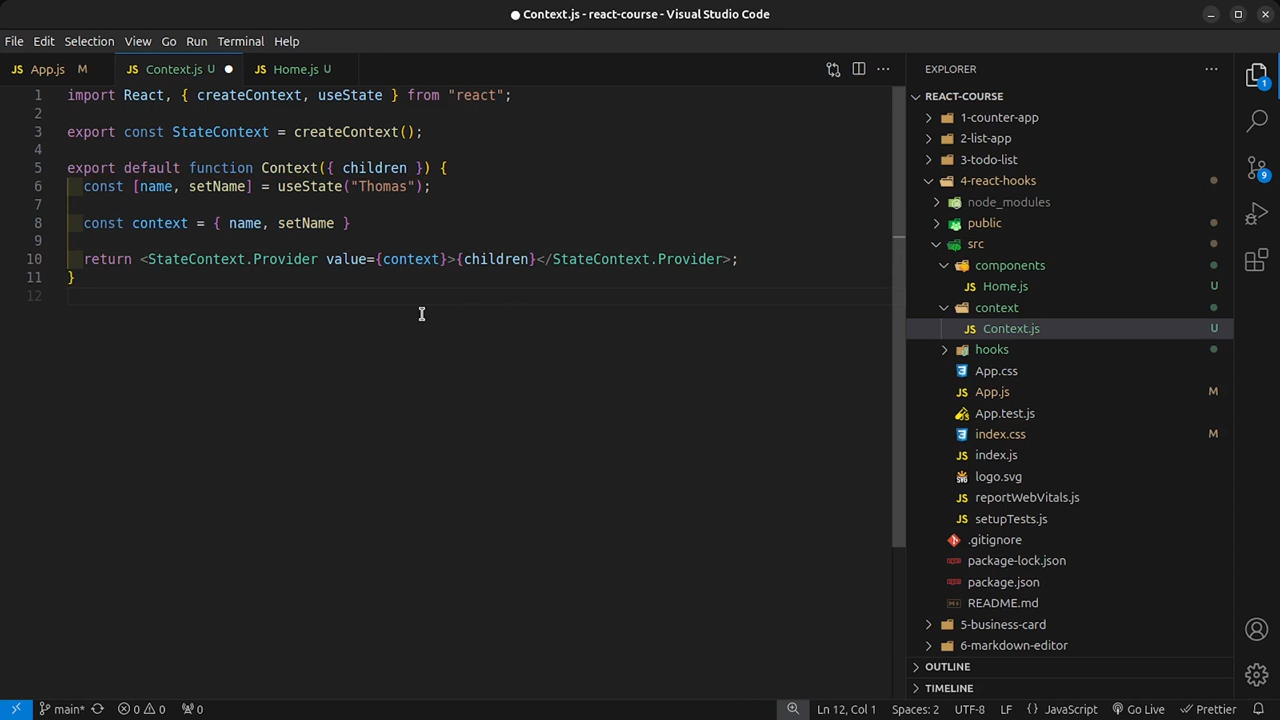 Context.js - react-course - Visual Studio Code
File Edit Selection View Go Run Terminal Help
JS App.js M
JS Context.js U
JS Home.js U
1 import React, { createContext, useState } from "react";
2
3 export const StateContext = createContext();
4
5 export default function Context({ children }) {
6 const [name, setName] = useState("Thomas");
7
8 const context = { name, setName }
9
10 return <StateContext.Provider value={context}>{children}</StateContext.Provider>;
11 }
12
EXPLORER
REACT-COURSE
1-counter-app
2-list-app
3-todo-list
4-react-hooks
node_modules
public
src
components
JS Home.js U
context
JS Context.js U
hooks
App.css
JS App.js M
App.test.js
index.css M
JS index.js
logo.svg
JS reportWebVitals.js
JS setupTests.js
.gitignore
package-lock.json
package.json
README.md
5-business-card
6-markdown-editor
OUTLINE
TIMELINE
1
9
main* 0 0 0
Ln 12, Col 1 Spaces: 2 UTF-8 LF {} JavaScript Go Live Prettier